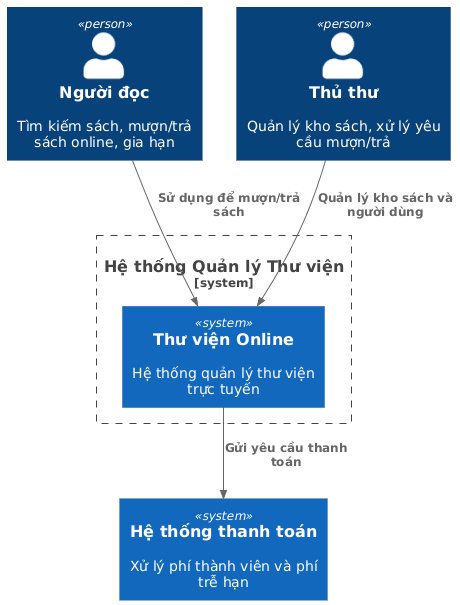 «person»
Người đọc
Tìm kiếm sách, mượn/trả
sách online, gia hạn
«person»
Thủ thư
Quản lý kho sách, xử lý yêu
cầu mượn/trả
Sử dụng để mượn/trả
sách
Quản lý kho sách và
người dùng
Hệ thống Quản lý Thư viện
[system]
«system»
Thư viện Online
Hệ thống quản lý thư viện
trực tuyến
Gửi yêu cầu thanh
toán
«system»
Hệ thống thanh toán
Xử lý phí thành viên và phí
trễ hạn